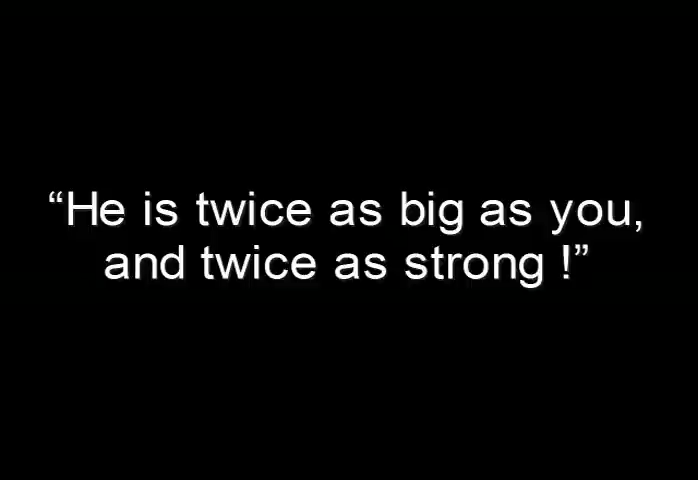 “He is twice as big as you,
and twice as strong !”